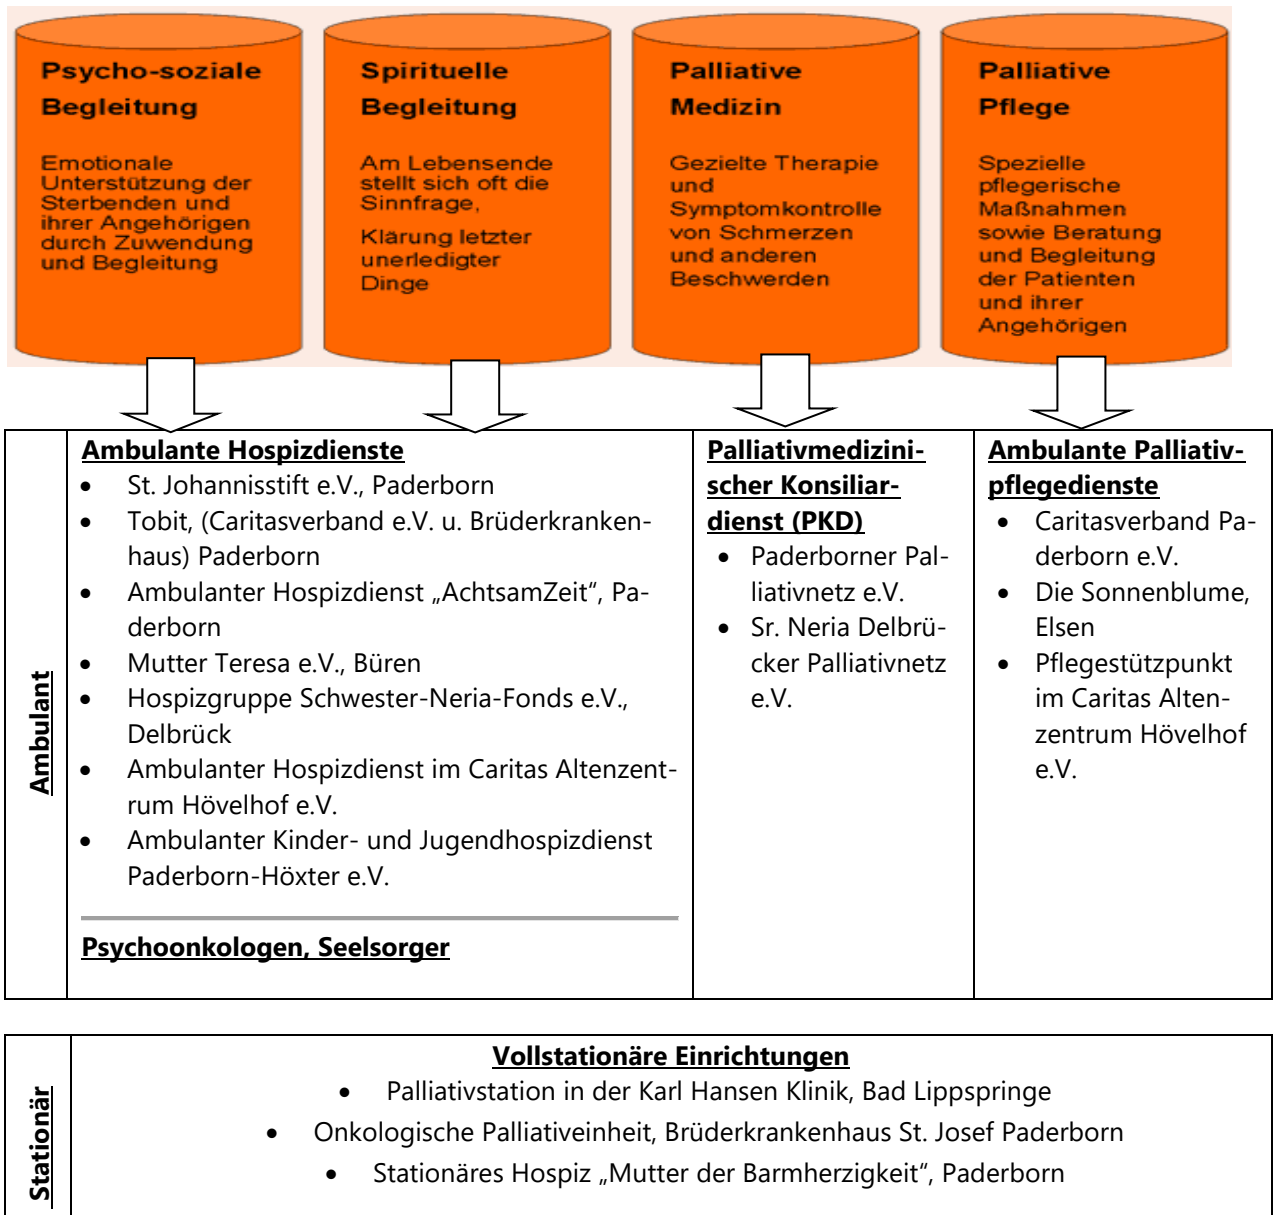 Psycho-soziale
Begleitung
Emotionale
Unterstützung der
Sterbenden und
ihrer Angehörigen
durch Zuwendung
und Begleitung
Spirituelle
Begleitung
Am Lebensende
stellt sich oft die
Sinnfrage,
Klärung letzter
unerledigter
Dinge
Palliative
Medizin
Gezielte Therapie
und
Symptomkontrolle
von Schmerzen
und anderen
Beschwerden
Palliative
Pflege
Spezielle
pflegerische
Maßnahmen
sowie Beratung
und Begleitung
der Patienten
und ihrer
Angehörigen
Ambulant
Ambulante Hospizdienste
• St. Johannisstift e.V., Paderborn
• Tobit, (Caritasverband e.V. u. Brüderkranken-
haus) Paderborn
• Ambulanter Hospizdienst „AchtsamZeit“, Pa-
derborn
• Mutter Teresa e.V., Büren
• Hospizgruppe Schwester-Neria-Fonds e.V.,
Delbrück
• Ambulanter Hospizdienst im Caritas Altenzent-
rum Hövelhof e.V.
• Ambulanter Kinder- und Jugendhospizdienst
Paderborn-Höxter e.V.
Psychoonkologen, Seelsorger
Palliativmedizini-
scher Konsiliar-
dienst (PKD)
• Paderborner Pal-
liativnetz e.V.
• Sr. Neria Delbrü-
cker Palliativnetz
e.V.
Ambulante Palliativ-
pflegedienste
• Caritasverband Pa-
derborn e.V.
• Die Sonnenblume,
Elsen
• Pflegestützpunkt
im Caritas Alten-
zentrum Hövelhof
e.V.
Stationär
Vollstationäre Einrichtungen
• Palliativstation in der Karl Hansen Klinik, Bad Lippspringe
• Onkologische Palliativeinheit, Brüderkrankenhaus St. Josef Paderborn
• Stationäres Hospiz „Mutter der Barmherzigkeit“, Paderborn